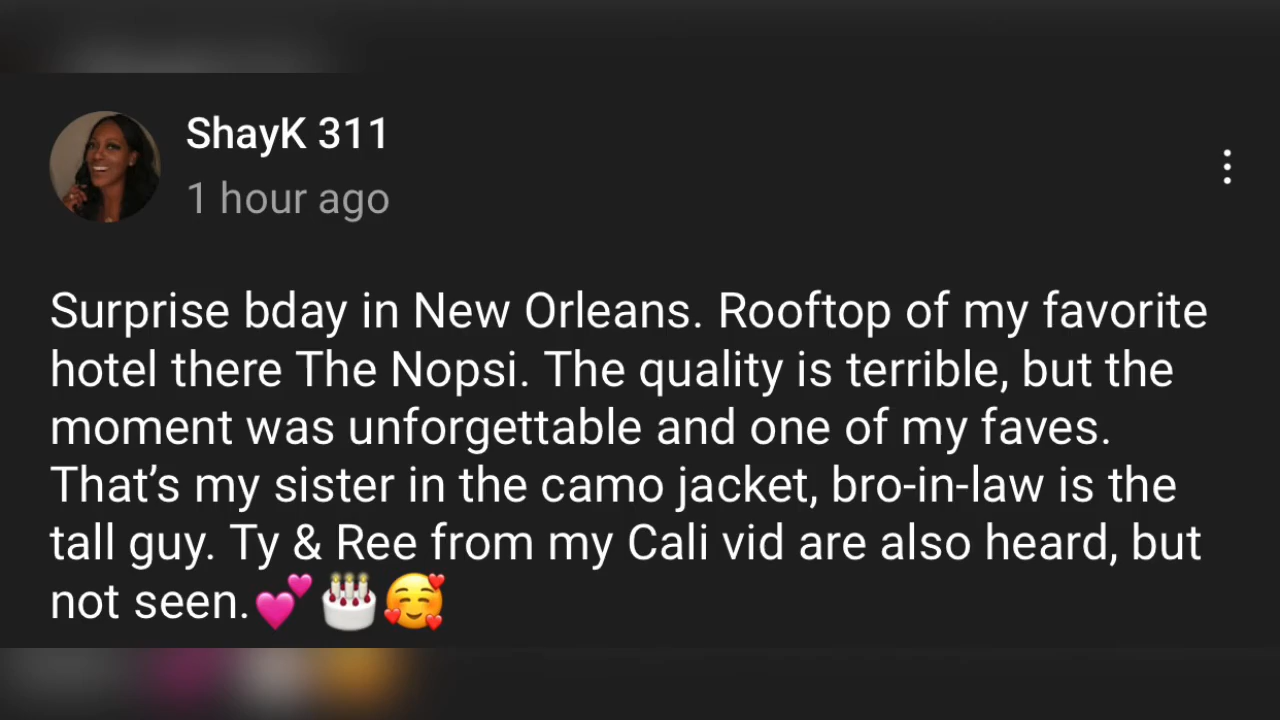 ShayK 311
1 hour ago
Surprise bday in New Orleans. Rooftop of my favorite
hotel there The Nopsi. The quality is terrible, but the
moment was unforgettable and one of my faves.
That’s my sister in the camo jacket, bro-in-law is the
tall guy. Ty & Ree from my Cali vid are also heard, but
not seen.💕🎂🥰